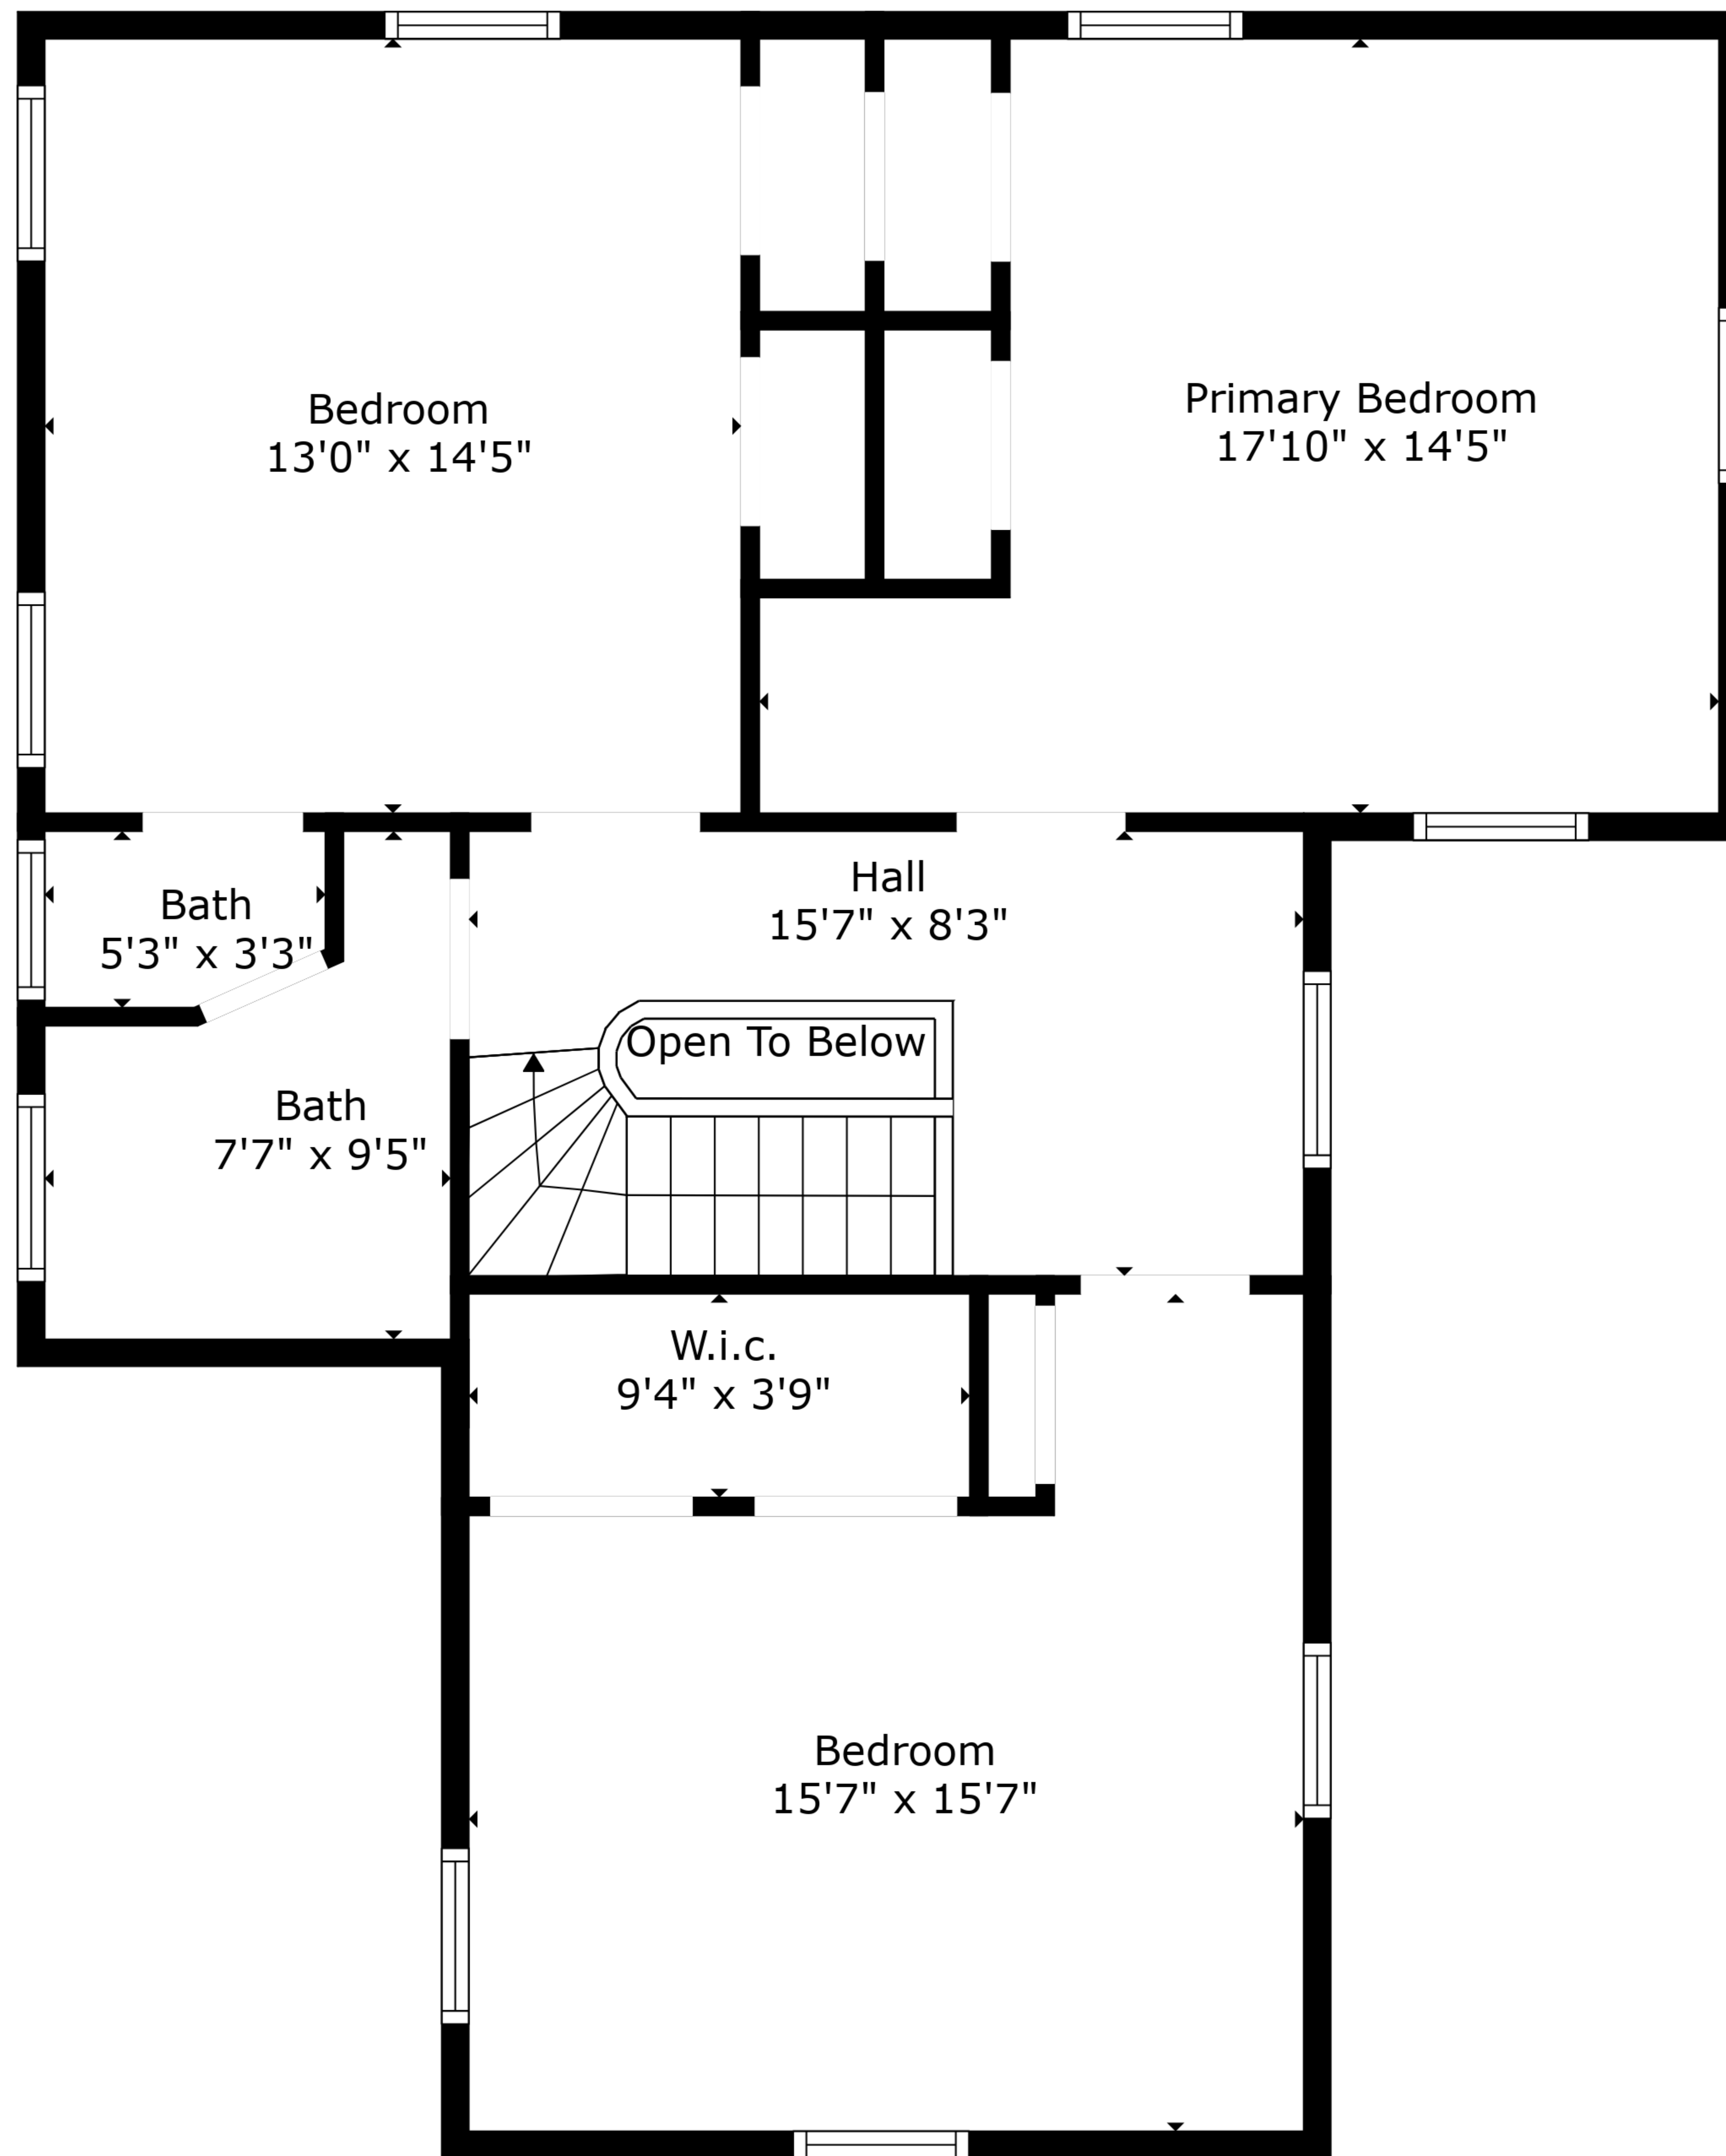 Bedroom
13'0" x 14'5"
Primary Bedroom
17'10" x 14'5"
Hall
15'7" x 8'3"
Bath
5'3" x 3'3"
Open To Below
Bath
7'7" x 9'5"
W.i.c.
9'4" x 3'9"
Bedroom
15'7" x 15'7"